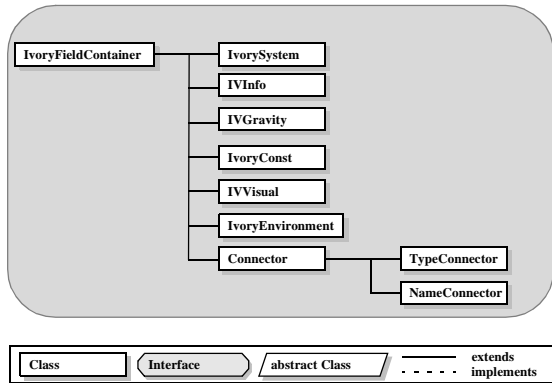 IvoryFieldContainer
IvorySystem
IVInfo
IVGravity
IvoryConst
IVVisual
IvoryEnvironment
Connector
TypeConnector
NameConnector
Class
Interface
abstract Class
extends
implements